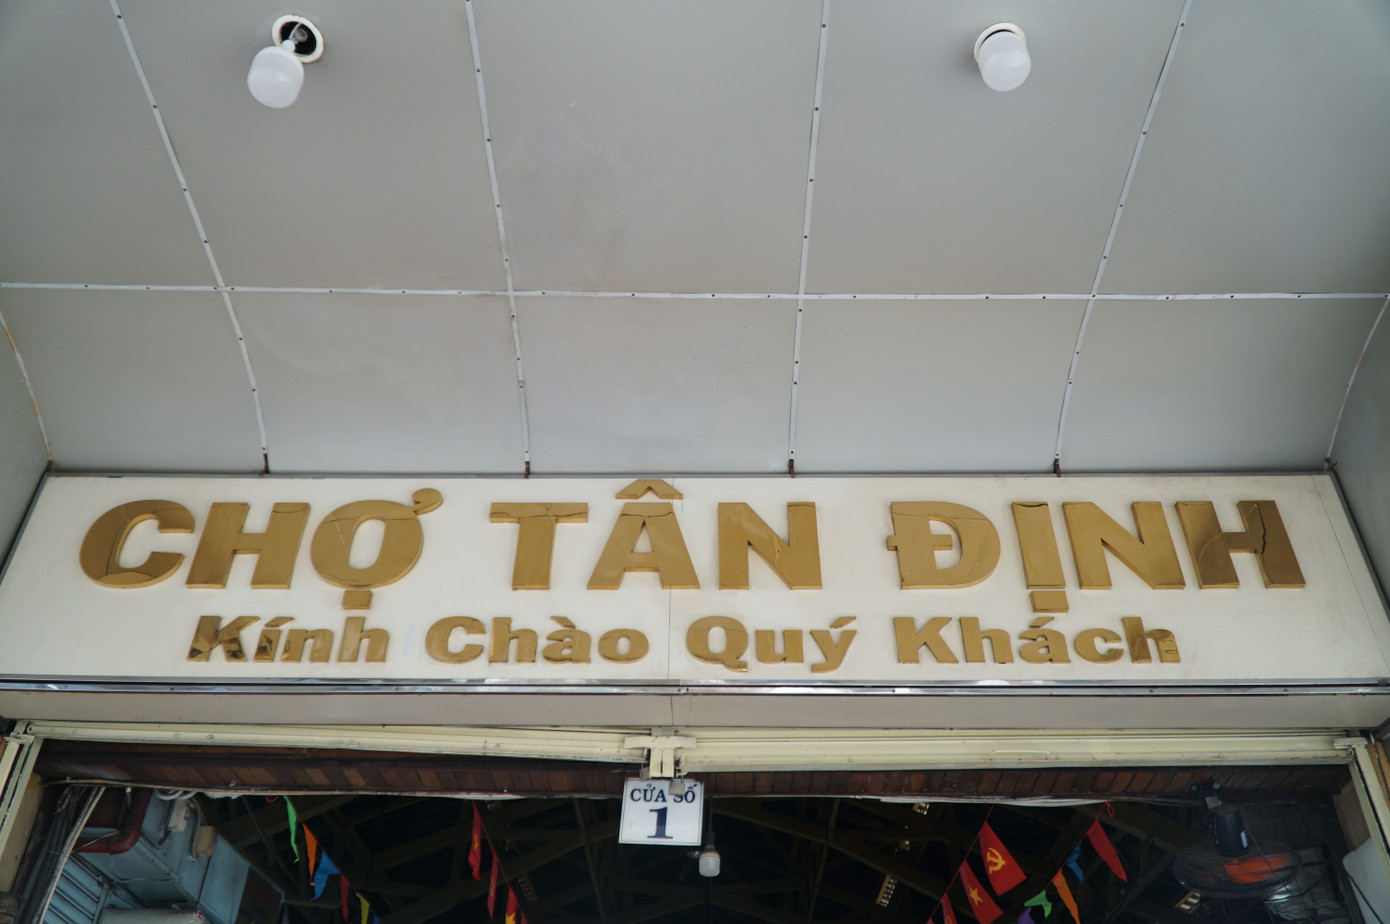 CHỢ TÂN ĐỊNH
Kính Chào Quý Khách
CỬA SỐ
1